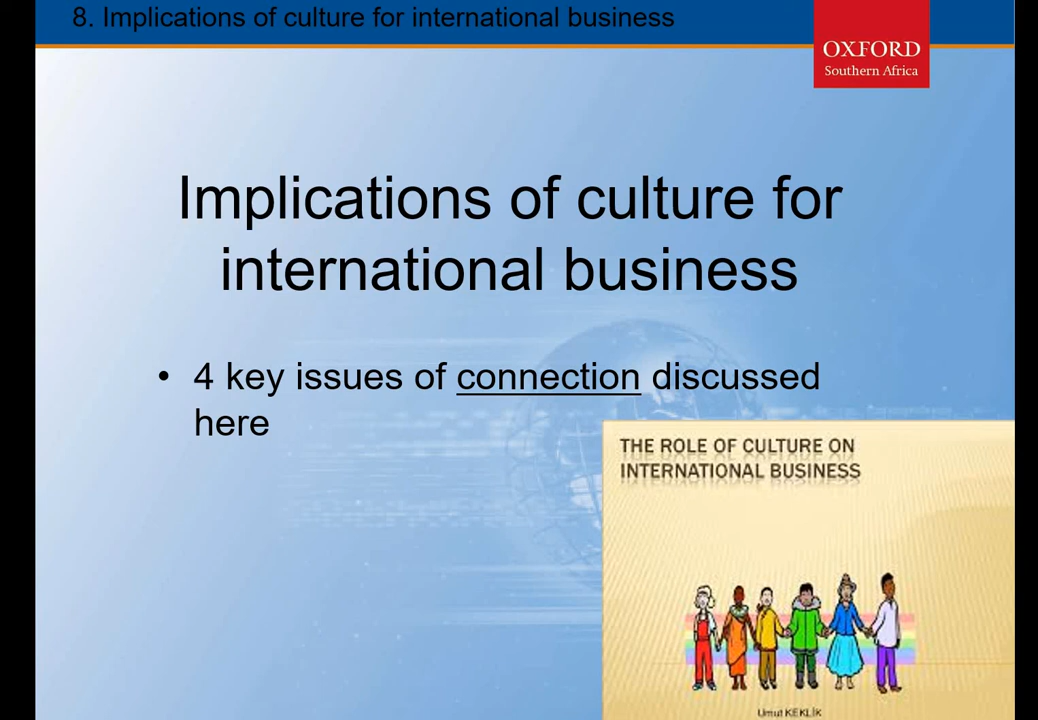 8. Implications of culture for international business
OXFORD
Southern Africa
Implications of culture for
international business
• 4 key issues of connection discussed
here
THE ROLE OF CULTURE ON
INTERNATIONAL BUSINESS
Umut KEKLİK